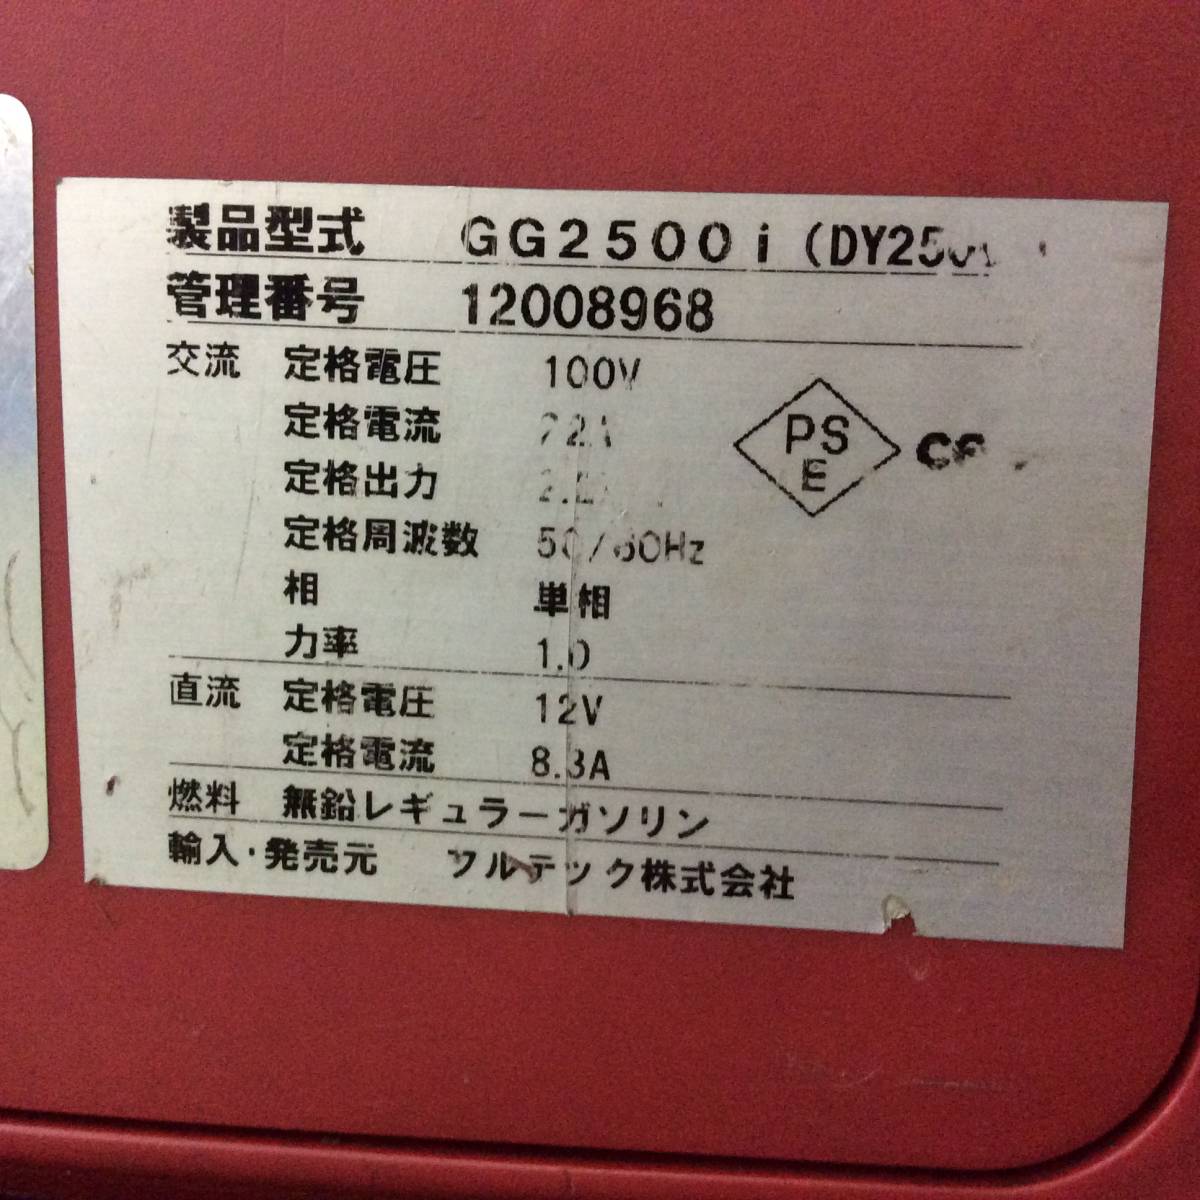 製品型式 GG2500i
管理番号 12008968
交流 定格電圧 100V
定格電流
定格出力
定格周波数 50/60Hz
相 単相
力率 1.0
PS
E
直流 定格電圧 12V
定格電流 8.3A
燃料 無鉛レギュラーガソリン
輸入・発売元 フルテック株式会社